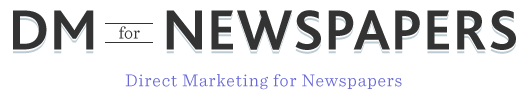 DM for NEWSPAPERS
Direct Marketing for Newspapers